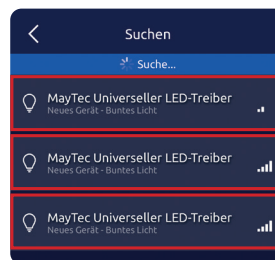 Suchen
Suche...
MayTec Universeller LED-Treiber
Neues Gerät - Buntes Licht
MayTec Universeller LED-Treiber
Neues Gerät - Buntes Licht
MayTec Universeller LED-Treiber
Neues Gerät - Buntes Licht